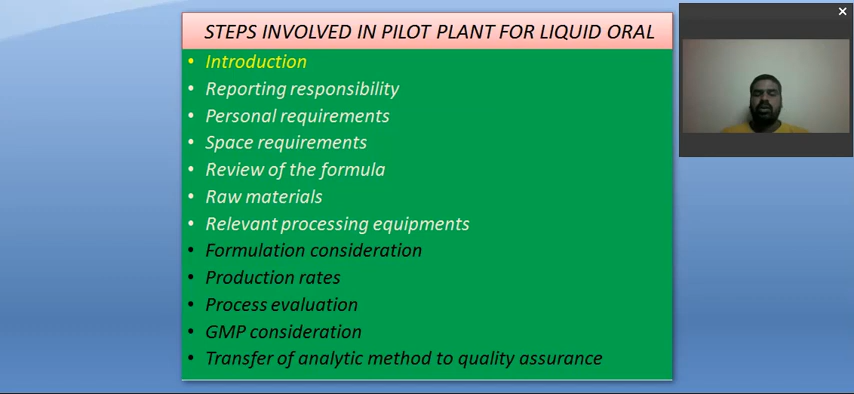 STEPS INVOLVED IN PILOT PLANT FOR LIQUID ORAL
• Introduction
• Reporting responsibility
• Personal requirements
• Space requirements
• Review of the formula
• Raw materials
• Relevant processing equipments
• Formulation consideration
• Production rates
• Process evaluation
• GMP consideration
• Transfer of analytic method to quality assurance